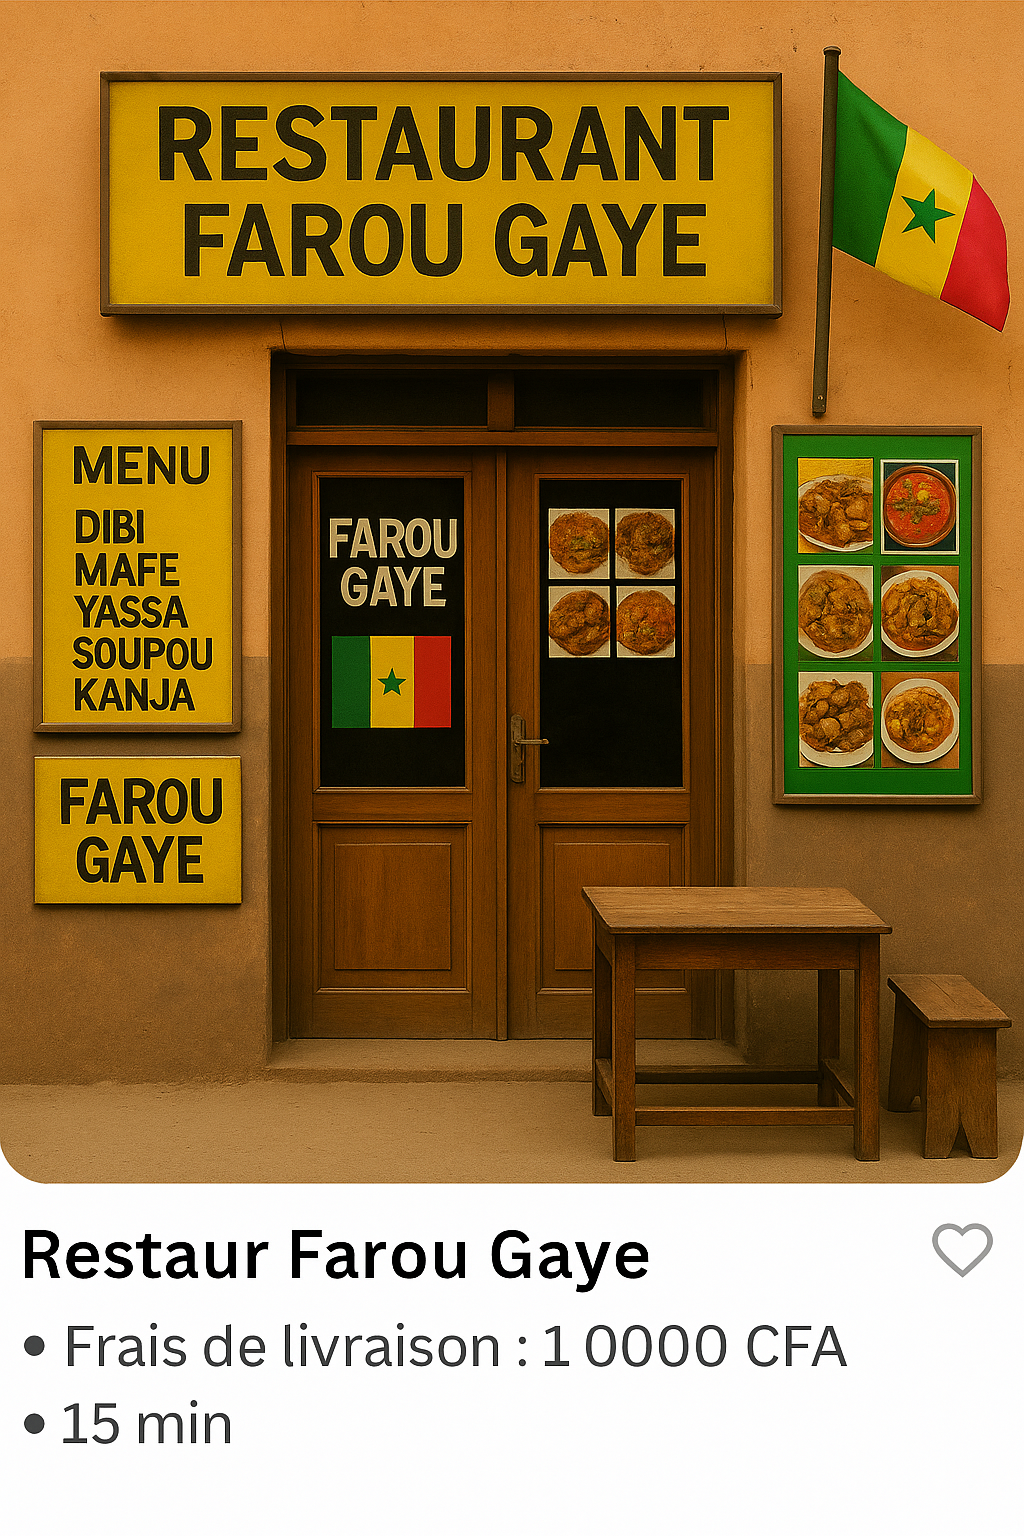 RESTAURANT
FAROU GAYE
MENU
DIBI
MAFE
YASSA
SOUPOU
KANJA
FAROU
GAYE
FAROU
GAYE
Restaur Farou Gaye
• Frais de livraison : 1 0000 CFA
• 15 min